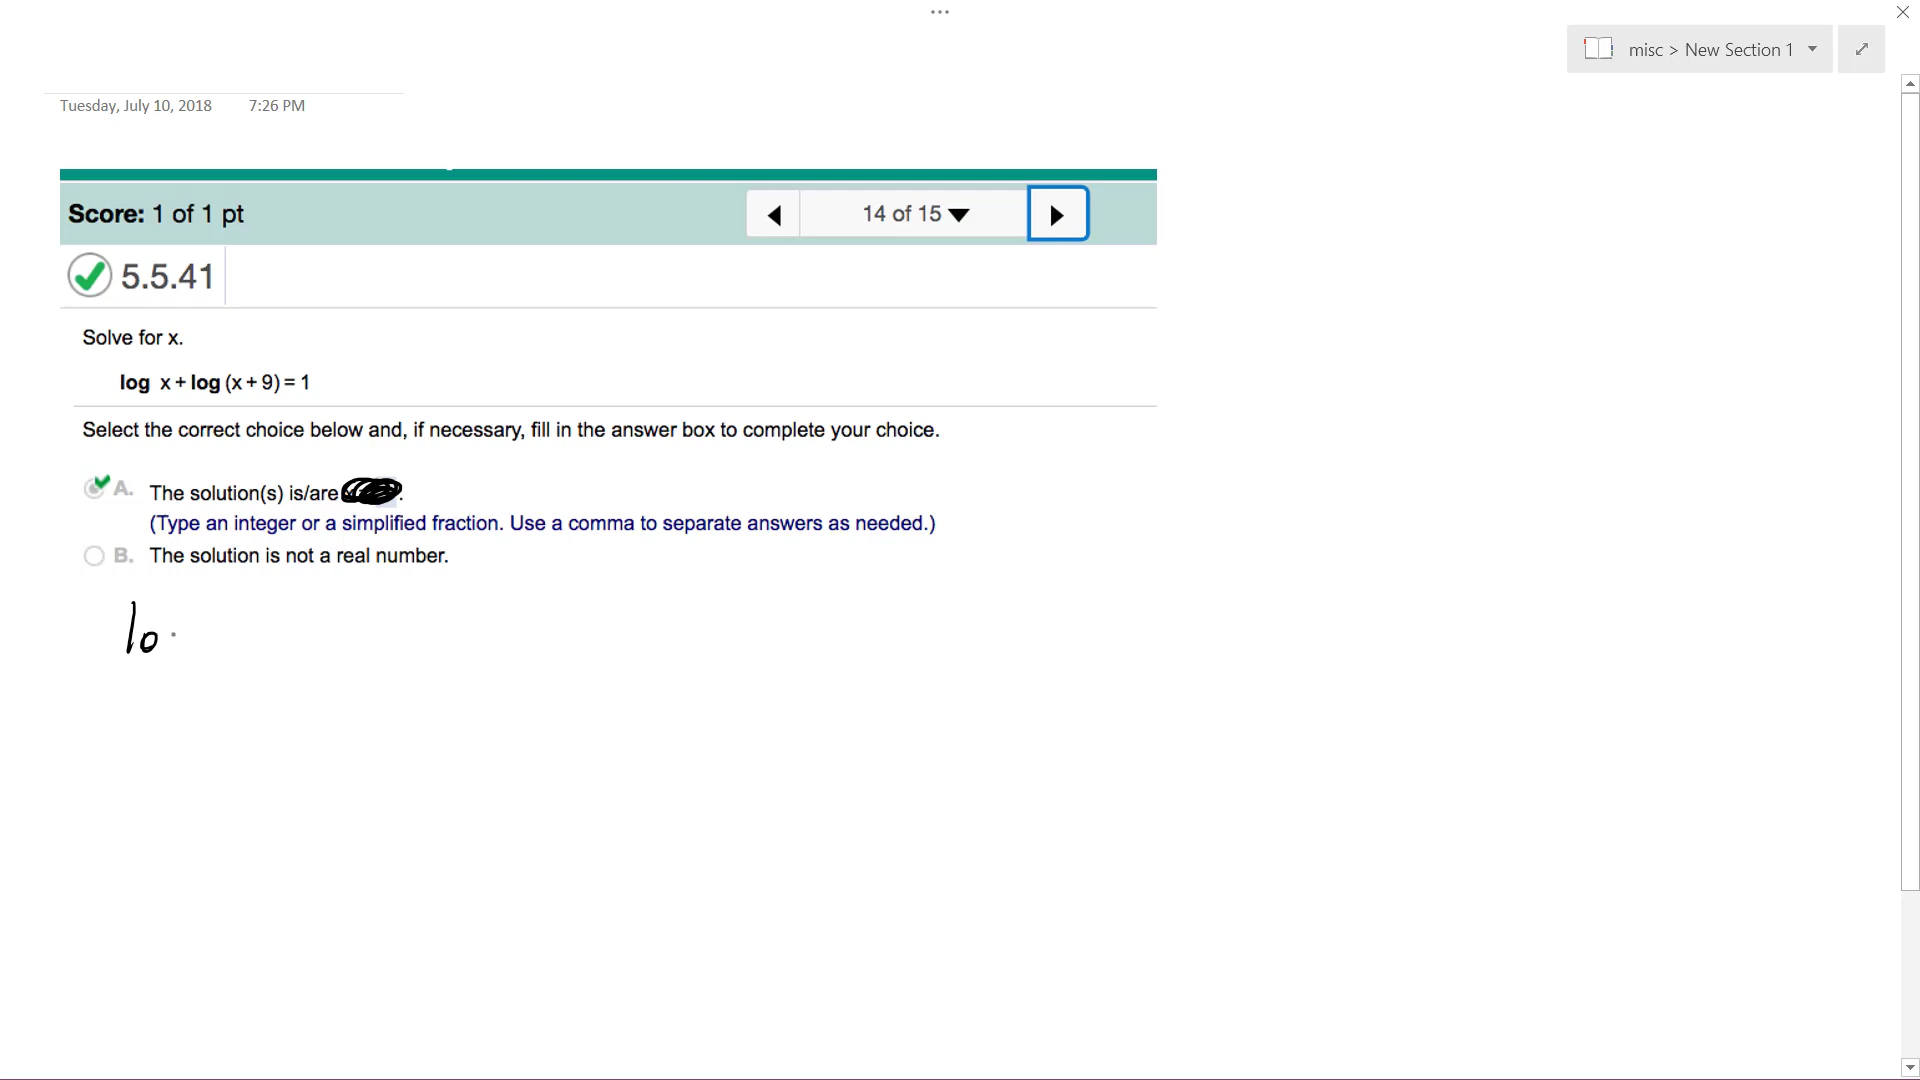 misc > New Section 1
Tuesday, July 10, 2018 7:26 PM
Score: 1 of 1 pt
14 of 15
5.5.41
Solve for x.
log x + log (x + 9) = 1
Select the correct choice below and, if necessary, fill in the answer box to complete your choice.
A. The solution(s) is/are .
(Type an integer or a simplified fraction. Use a comma to separate answers as needed.)
B. The solution is not a real number.
lo